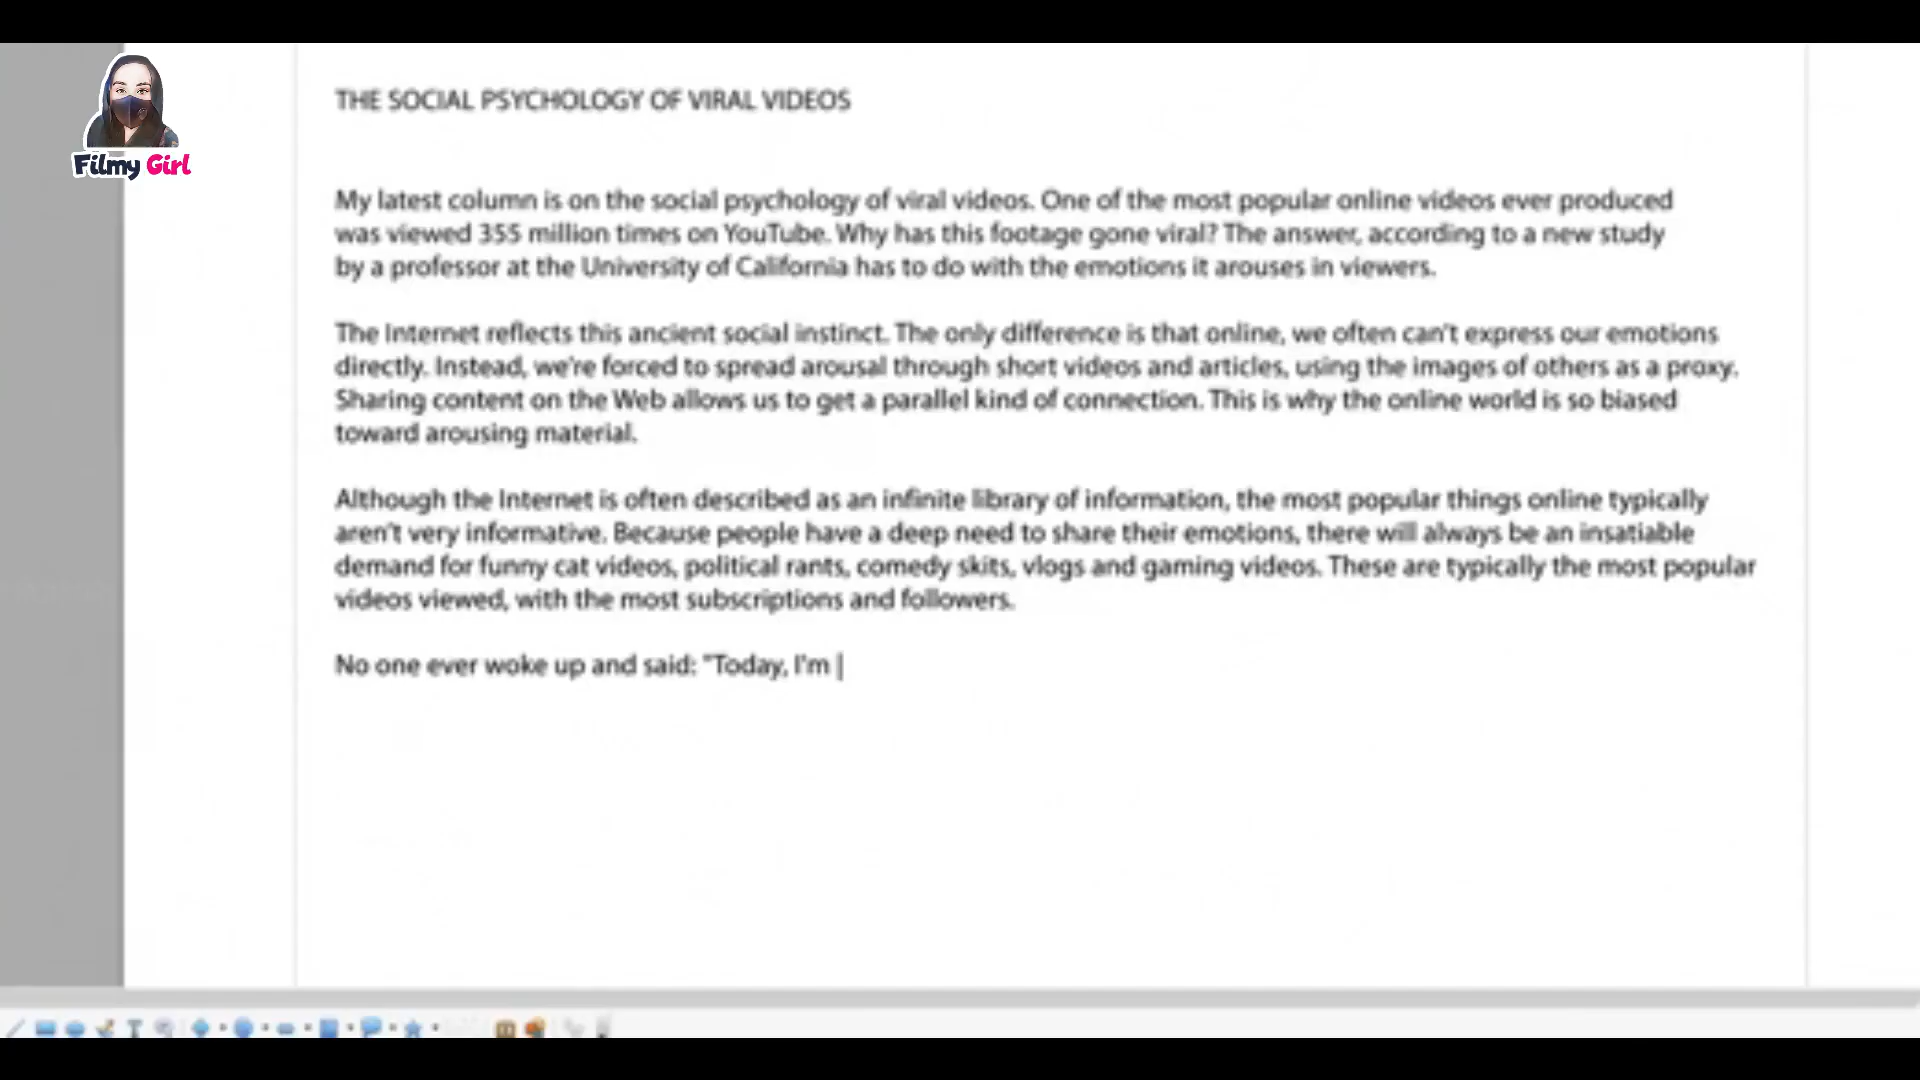 Filmy Girl
THE SOCIAL PSYCHOLOGY OF VIRAL VIDEOS
My latest column is on the social psychology of viral videos. One of the most popular online videos ever produced
was viewed 355 million times on YouTube. Why has this footage gone viral? The answer, according to a new study
by a professor at the University of California has to do with the emotions it arouses in viewers.
The Internet reflects this ancient social instinct. The only difference is that online, we often can't express our emotions
directly. Instead, we're forced to spread arousal through short videos and articles, using the images of others as a proxy.
Sharing content on the Web allows us to get a parallel kind of connection. This is why the online world is so biased
toward arousing material.
Although the Internet is often described as an infinite library of information, the most popular things online typically
aren't very informative. Because people have a deep need to share their emotions, there will always be an insatiable
demand for funny cat videos, political rants, comedy skits, vlogs and gaming videos. These are typically the most popular
videos viewed, with the most subscriptions and followers.
No one ever woke up and said: "Today, I'm